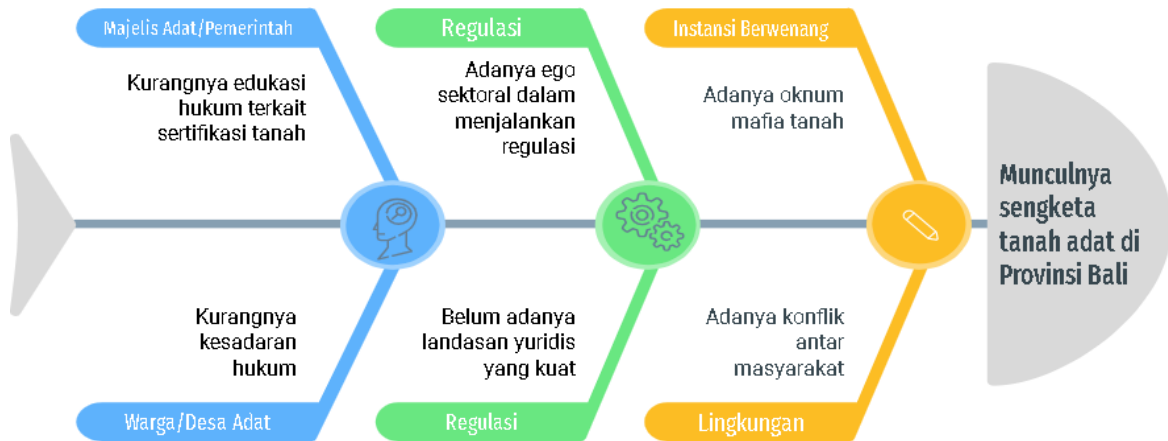 Majelis Adat/Pemerintah
Kurangnya edukasi
hukum terkait
sertifikasi tanah
Regulasi
Adanya ego
sektoral dalam
menjalankan
regulasi
Instansi Berwenang
Adanya oknum
mafia tanah
Munculnya
sengketa
tanah adat di
Provinsi Bali
Kurangnya
kesadaran
hukum
Warga/Desa Adat
Belum adanya
landasan yuridis
yang kuat
Regulasi
Adanya konflik
antar
masyarakat
Lingkungan